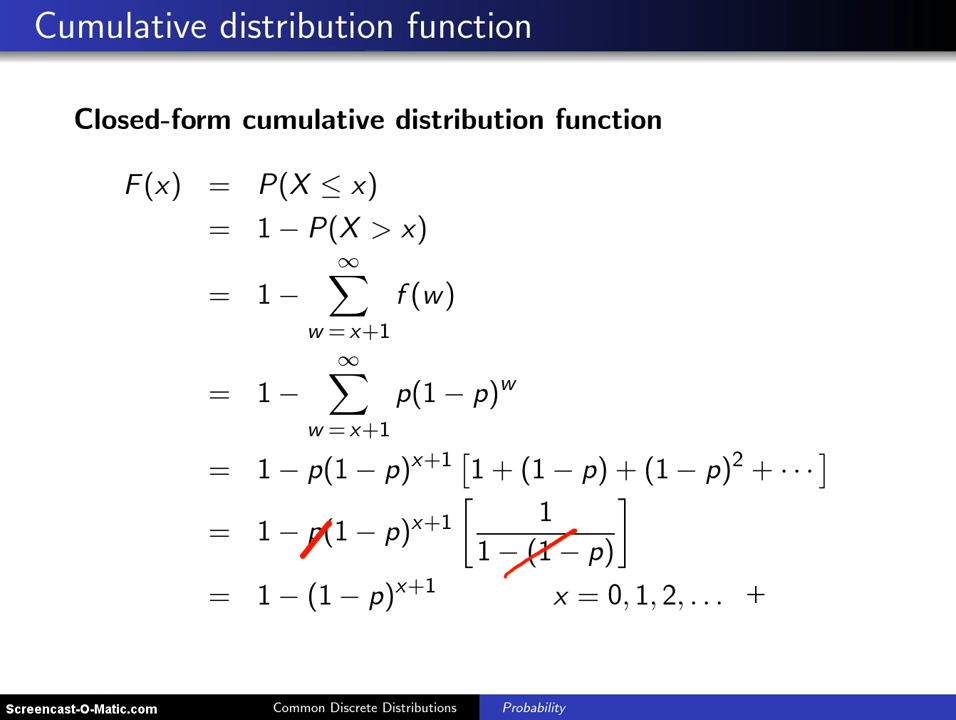 Cumulative distribution function
Closed-form cumulative distribution function
F(x) = P(X ≤ x)
= 1 − P(X > x)
= 1 − ∑_{w=x+1}^{∞} f(w)
= 1 − ∑_{w=x+1}^{∞} p(1 − p)^w
= 1 − p(1 − p)^{x+1} [1 + (1 − p) + (1 − p)^2 + ⋯]
= 1 − p(1 − p)^{x+1} [1 / (1 − (1 − p))]
= 1 − (1 − p)^{x+1} x = 0, 1, 2, . . .
Screencast-O-Matic.com Common Discrete Distributions Probability